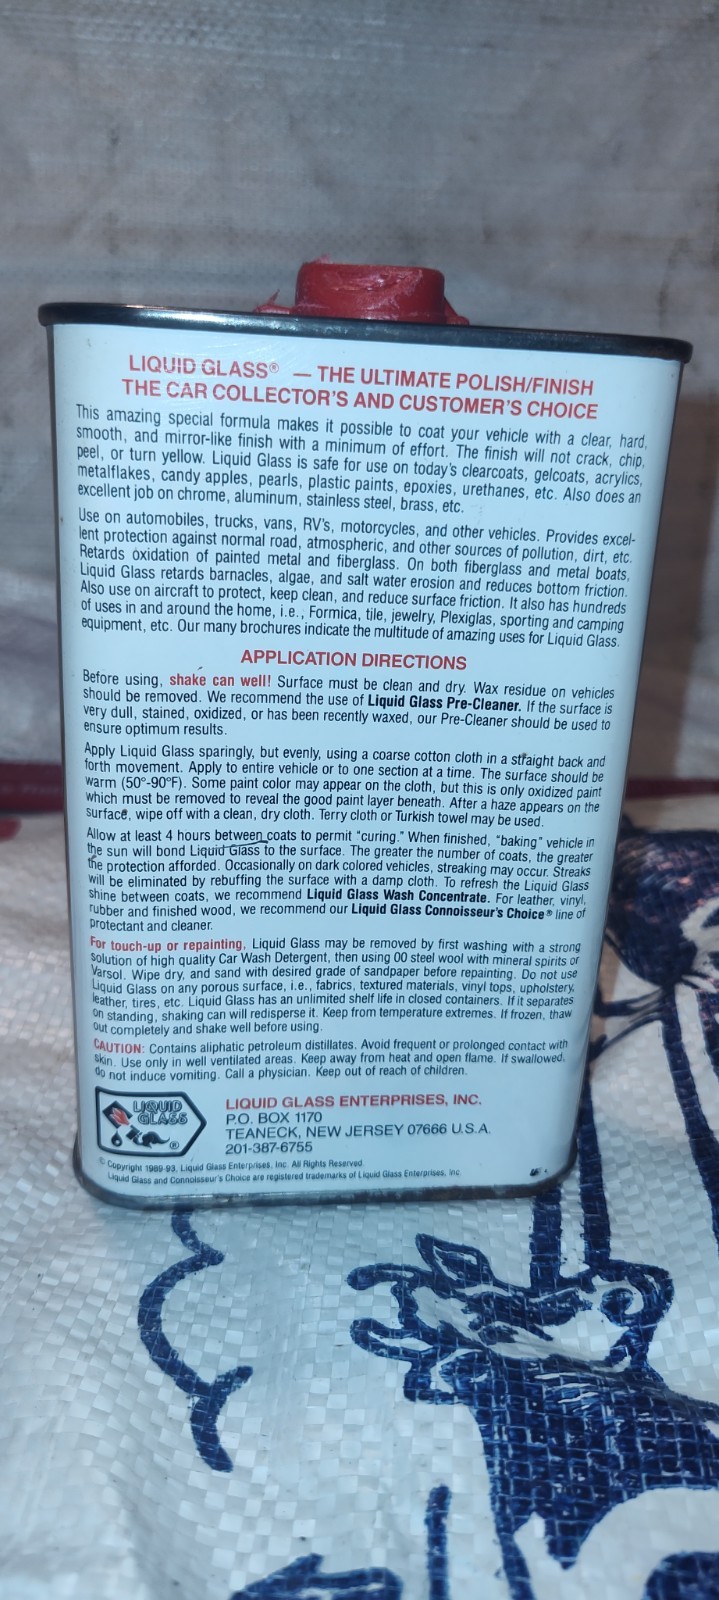 LIQUID GLASS® — THE ULTIMATE POLISH/FINISH
THE CAR COLLECTOR'S AND CUSTOMER'S CHOICE
This amazing special formula makes it possible to coat your vehicle with a clear, hard,
smooth, and mirror-like finish with a minimum of effort. The finish will not crack, chip,
peel, or turn yellow. Liquid Glass is safe for use on today's clearcoats, gelcoats, acrylics,
metalflakes, candy apples, pearls, plastic paints, epoxies, urethanes, etc. Also does an
excellent job on chrome, aluminum, stainless steel, brass, etc.
Use on automobiles, trucks, vans, RV's, motorcycles, and other vehicles. Provides excel-
lent protection against normal road, atmospheric, and other sources of pollution, dirt, etc.
Retards oxidation of painted metal and fiberglass. On both fiberglass and metal boats,
Liquid Glass retards barnacles, algae, and salt water erosion and reduces bottom friction.
Also use on aircraft to protect, keep clean, and reduce surface friction. It also has hundreds
of uses in and around the home, i.e., Formica, tile, jewelry, Plexiglas, sporting and camping
equipment, etc. Our many brochures indicate the multitude of amazing uses for Liquid Glass.
APPLICATION DIRECTIONS
Before using, shake can well! Surface must be clean and dry. Wax residue on vehicles
should be removed. We recommend the use of Liquid Glass Pre-Cleaner. If the surface is
very dull, stained, oxidized, or has been recently waxed, our Pre-Cleaner should be used to
ensure optimum results.
Apply Liquid Glass sparingly, but evenly, using a coarse cotton cloth in a straight back and
forth movement. Apply to entire vehicle or to one section at a time. The surface should be
warm (50°-90°F). Some paint color may appear on the cloth, but this is only oxidized paint
which must be removed to reveal the good paint layer beneath. After a haze appears on the
surface, wipe off with a clean, dry cloth. Terry cloth or Turkish towel may be used.
Allow at least 4 hours between coats to permit "curing." When finished, "baking" vehicle in
the sun will bond Liquid Glass to the surface. The greater the number of coats, the greater
the protection afforded. Occasionally on dark colored vehicles, streaking may occur. Streaks
will be eliminated by rebuffing the surface with a damp cloth. To refresh the Liquid Glass
shine between coats, we recommend Liquid Glass Wash Concentrate. For leather, vinyl,
rubber and finished wood, we recommend our Liquid Glass Connoisseur's Choice® line of
protectant and cleaner.
For touch-up or repainting, Liquid Glass may be removed by first washing with a strong
solution of high quality Car Wash Detergent, then using 00 steel wool with mineral spirits or
Varsol. Wipe dry, and sand with desired grade of sandpaper before repainting. Do not use
Liquid Glass on any porous surface, i.e., fabrics, textured materials, vinyl tops, upholstery,
leather, tires, etc. Liquid Glass has an unlimited shelf life in closed containers. If it separates
on standing, shaking can will redisperse it. Keep from temperature extremes. If frozen, thaw
out completely and shake well before using.
CAUTION: Contains aliphatic petroleum distillates. Avoid frequent or prolonged contact with
skin. Use only in well ventilated areas. Keep away from heat and open flame. If swallowed,
do not induce vomiting. Call a physician. Keep out of reach of children.
LIQUID
GLASS
®
LIQUID GLASS ENTERPRISES, INC.
P.O. BOX 1170
TEANECK, NEW JERSEY 07666 U.S.A.
201-387-6755
© Copyright 1989-93, Liquid Glass Enterprises, Inc. All Rights Reserved.
Liquid Glass and Connoisseur's Choice are registered trademarks of Liquid Glass Enterprises, Inc.